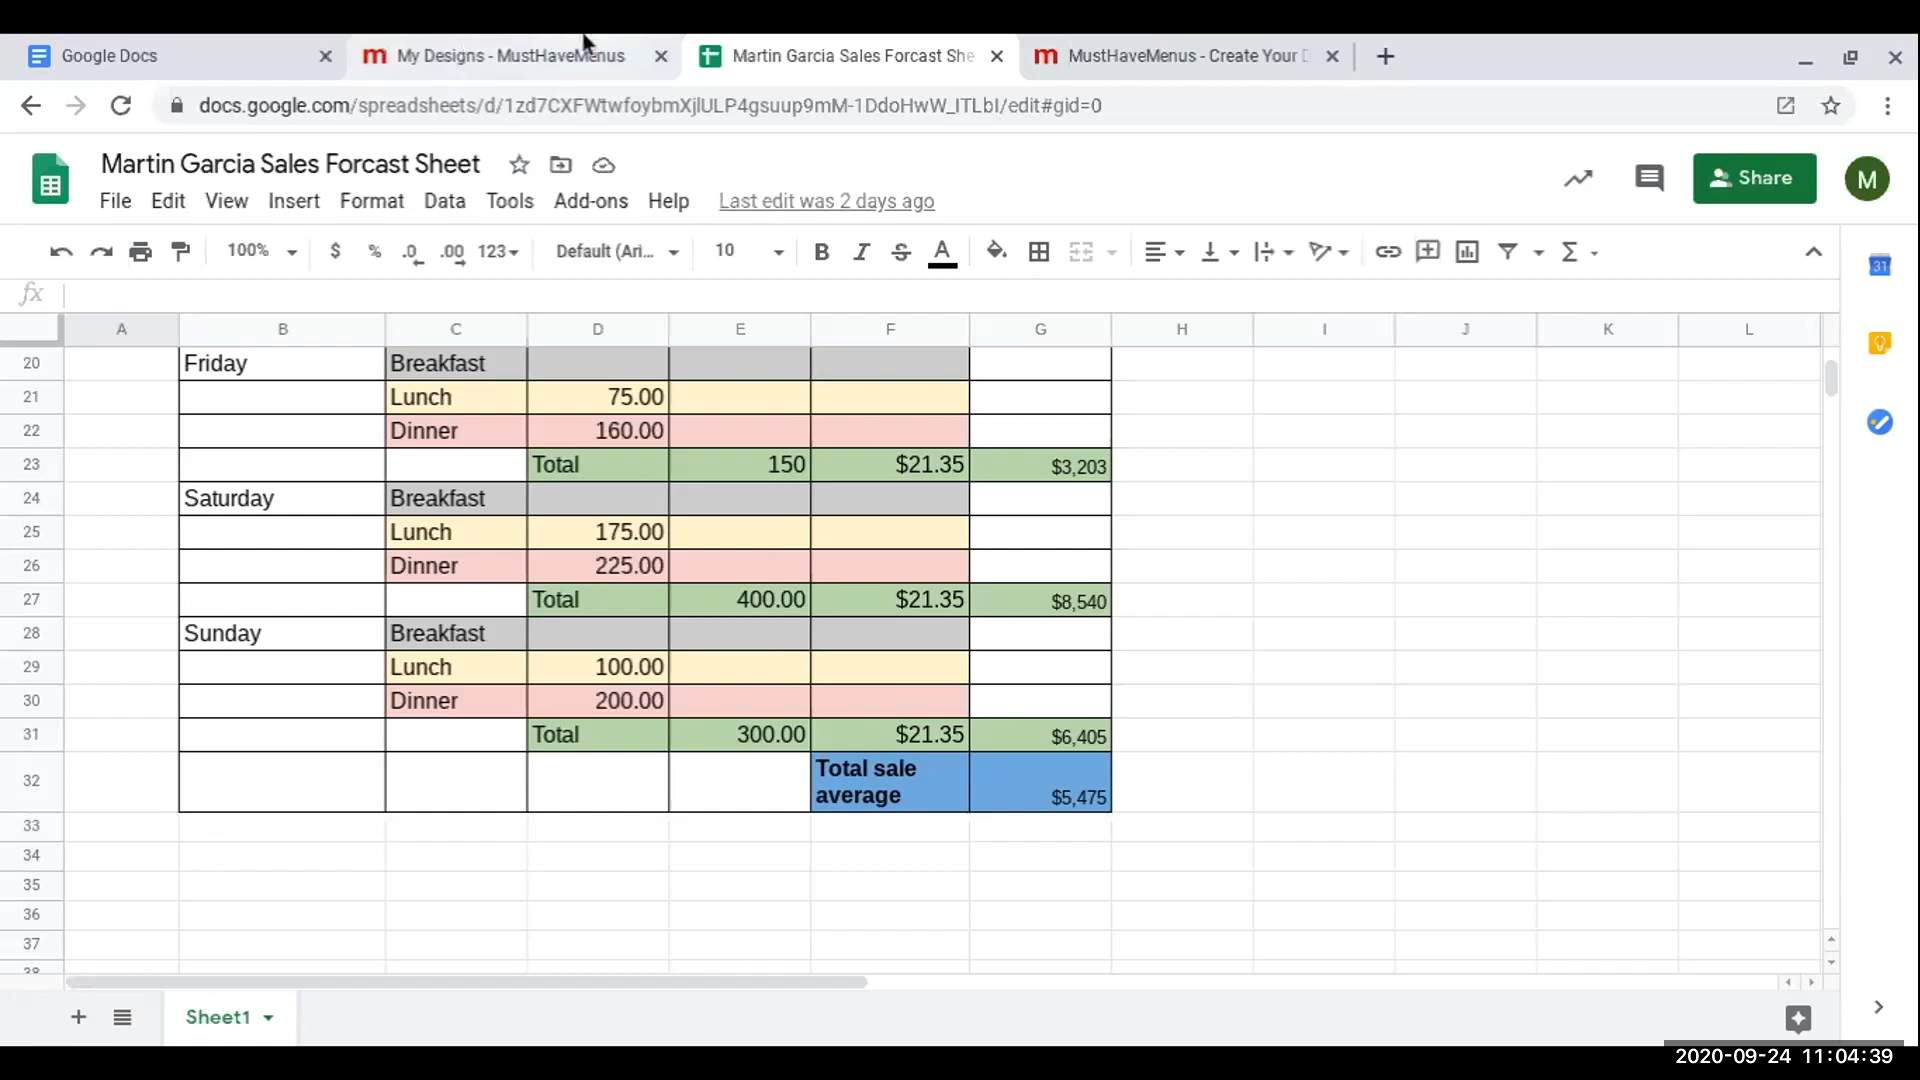 Google Docs
My Designs - MustHaveMenus
Martin Garcia Sales Forcast She
MustHaveMenus - Create Your D
docs.google.com/spreadsheets/d/1zd7CXFWtwfoybmXjlULP4gsuup9mM-1DdoHwW_ITLbI/edit#gid=0
Martin Garcia Sales Forcast Sheet
Share
M
File Edit View Insert Format Data Tools Add-ons Help Last edit was 2 days ago
100% $ % .0 .00 123 Default (Ari... 10 B I S A
31
fx
A B C D E F G H I J K L
20 Friday Breakfast
21 Lunch 75.00
22 Dinner 160.00
23 Total 150 $21.35 $3,203
24 Saturday Breakfast
25 Lunch 175.00
26 Dinner 225.00
27 Total 400.00 $21.35 $8,540
28 Sunday Breakfast
29 Lunch 100.00
30 Dinner 200.00
31 Total 300.00 $21.35 $6,405
32 Total sale
average $5,475
33
34
35
36
37
38
Sheet1
2020-09-24 11:04:39